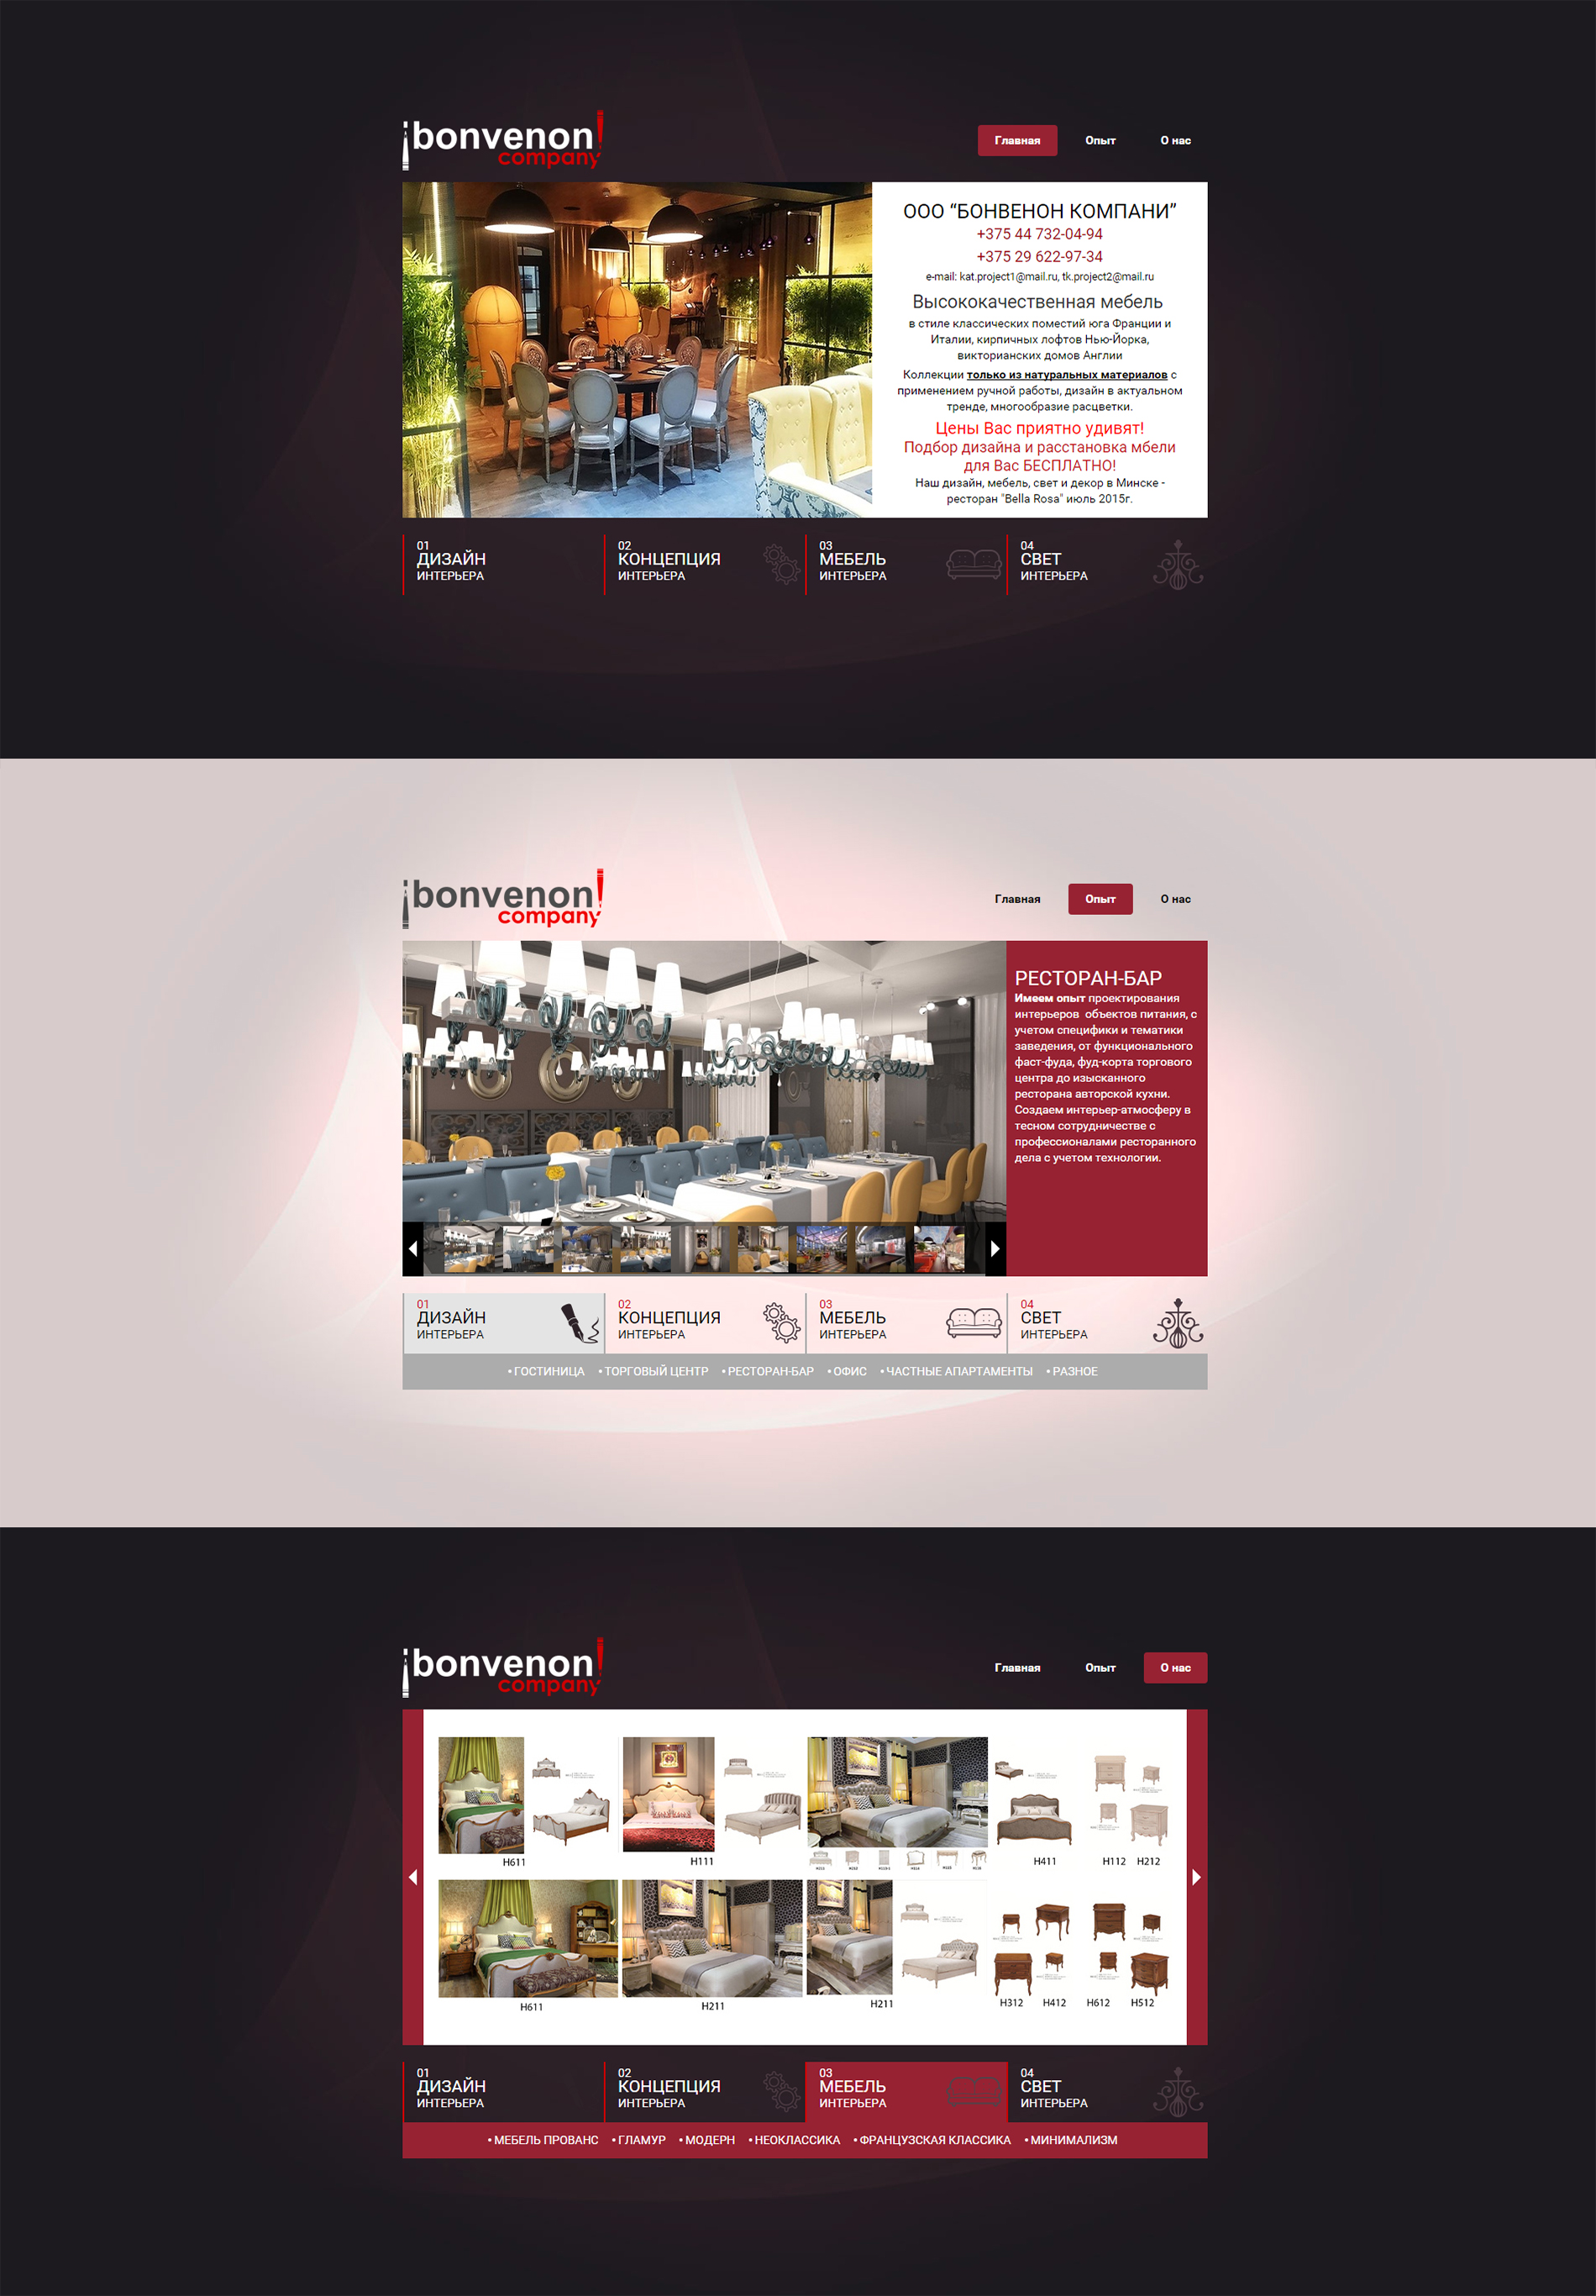 ¡bonvenon!
company
Главная Опыт О нас
ООО “БОНВЕНОН КОМПАНИ”
+375 44 732-04-94
+375 29 622-97-34
e-mail: kat.project1@mail.ru, tk.project2@mail.ru
Высококачественная мебель
в стиле классических поместий юга Франции и
Италии, кирпичных лофтов Нью-Йорка,
викторианских домов Англии
Коллекции только из натуральных материалов с
применением ручной работы, дизайн в актуальном
тренде, многообразие расцветки.
Цены Вас приятно удивят!
Подбор дизайна и расстановка мбели
для Вас БЕСПЛАТНО!
Наш дизайн, мебель, свет и декор в Минске -
ресторан "Bella Rosa" июль 2015г.
01 02 03 04
ДИЗАЙН КОНЦЕПЦИЯ МЕБЕЛЬ СВЕТ
ИНТЕРЬЕРА ИНТЕРЬЕРА ИНТЕРЬЕРА ИНТЕРЬЕРА
¡bonvenon!
company
Главная Опыт О нас
РЕСТОРАН-БАР
Имеем опыт проектирования
интерьеров объектов питания, с
учетом специфики и тематики
заведения, от функционального
фаст-фуда, фуд-корта торгового
центра до изысканного
ресторана авторской кухни.
Создаем интерьер-атмосферу в
тесном сотрудничестве с
профессионалами ресторанного
дела с учетом технологии.
01 02 03 04
ДИЗАЙН КОНЦЕПЦИЯ МЕБЕЛЬ СВЕТ
ИНТЕРЬЕРА ИНТЕРЬЕРА ИНТЕРЬЕРА ИНТЕРЬЕРА
• ГОСТИНИЦА • ТОРГОВЫЙ ЦЕНТР • РЕСТОРАН-БАР • ОФИС • ЧАСТНЫЕ АПАРТАМЕНТЫ • РАЗНОЕ
¡bonvenon!
company
Главная Опыт О нас
H611 H111 H411 H112 H212
H611 H211 H211 H312 H412 H612 H512
01 02 03 04
ДИЗАЙН КОНЦЕПЦИЯ МЕБЕЛЬ СВЕТ
ИНТЕРЬЕРА ИНТЕРЬЕРА ИНТЕРЬЕРА ИНТЕРЬЕРА
• МЕБЕЛЬ ПРОВАНС • ГЛАМУР • МОДЕРН • НЕОКЛАССИКА • ФРАНЦУЗСКАЯ КЛАССИКА • МИНИМАЛИЗМ